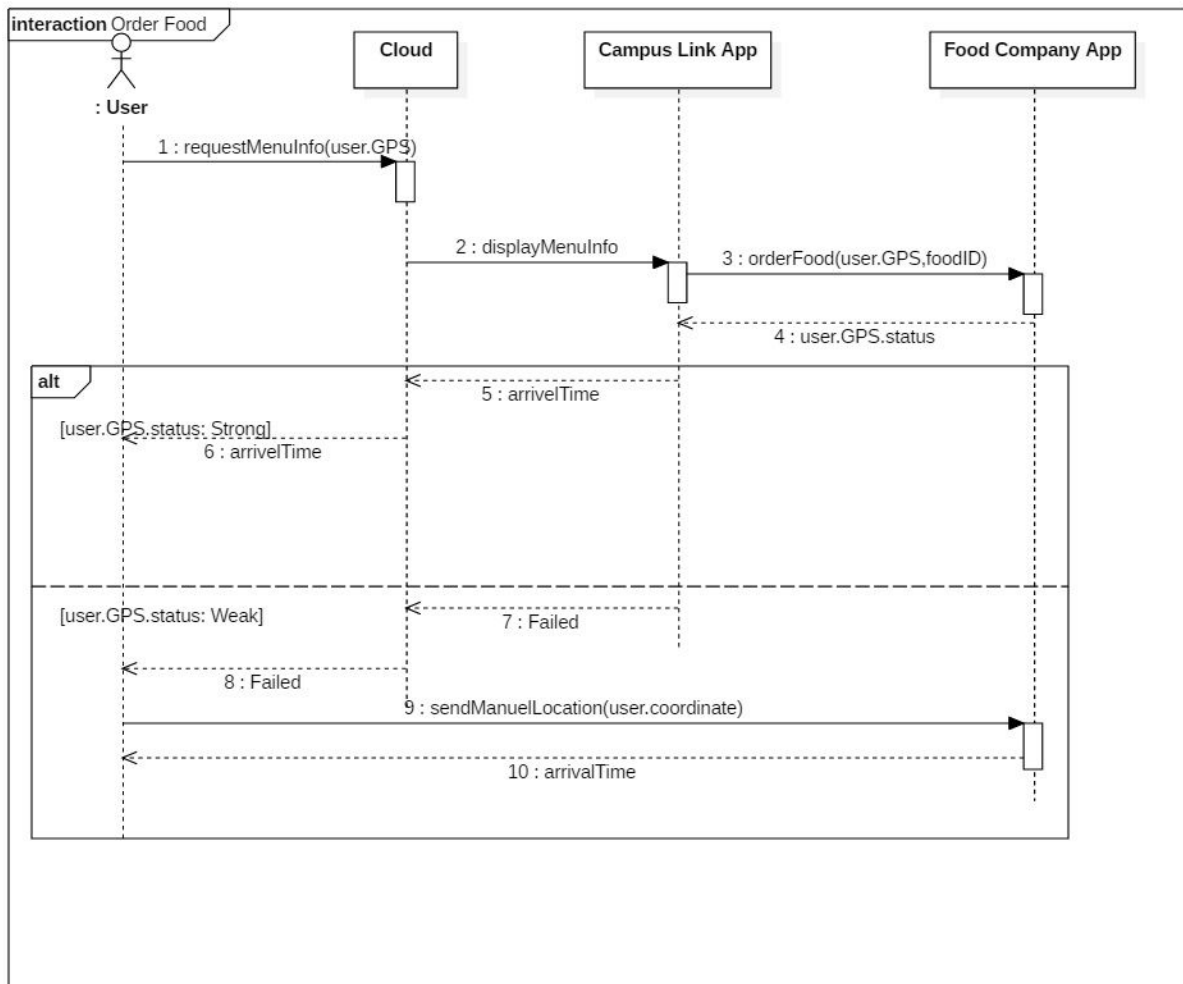 interaction Order Food
Cloud
Campus Link App
Food Company App
: User
1 : requestMenuInfo(user.GPS)
2 : displayMenuInfo
3 : orderFood(user.GPS,foodID)
4 : user.GPS.status
alt
5 : arrivelTime
[user.GPS.status: Strong]
6 : arrivelTime
[user.GPS.status: Weak]
7 : Failed
8 : Failed
9 : sendManuelLocation(user.coordinate)
10 : arrivalTime